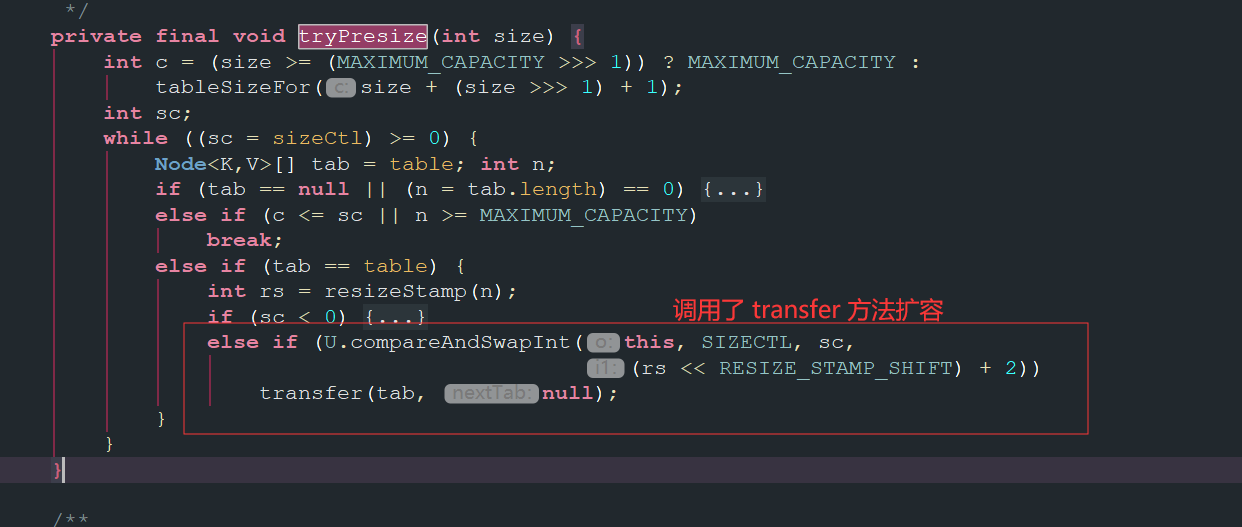 */
private final void tryPresize(int size) {
int c = (size >= (MAXIMUM_CAPACITY >>> 1)) ? MAXIMUM_CAPACITY :
tableSizeFor( c: size + (size >>> 1) + 1);
int sc;
while ((sc = sizeCtl) >= 0) {
Node<K,V>[] tab = table; int n;
if (tab == null || (n = tab.length) == 0) {...}
else if (c <= sc || n >= MAXIMUM_CAPACITY)
break;
else if (tab == table) {
int rs = resizeStamp(n);
调用了 transfer 方法扩容
if (sc < 0) {...}
else if (U.compareAndSwapInt( o: this, SIZECTL, sc,
i1: (rs << RESIZE_STAMP_SHIFT) + 2))
transfer(tab, nextTab: null);
}
}
}
/**